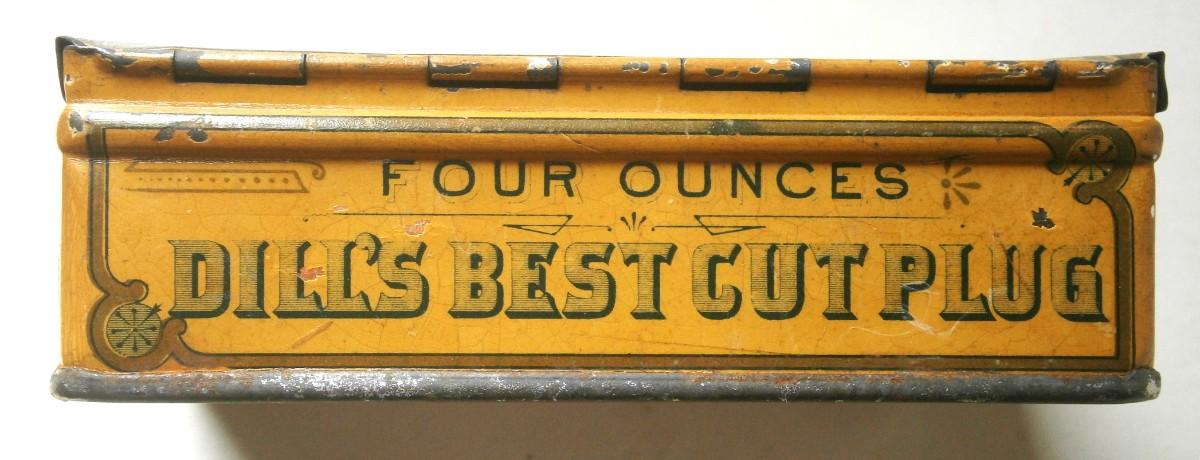 FOUR OUNCES
DILL'S BEST CUT PLUG